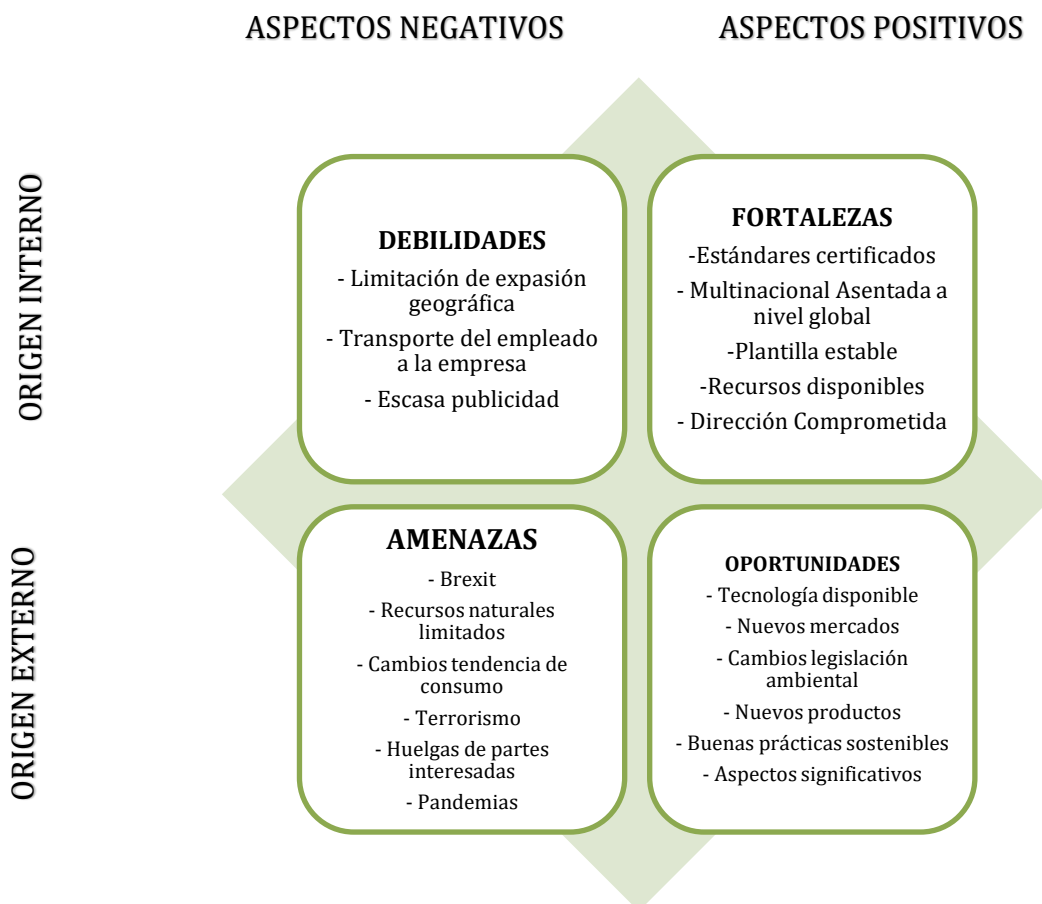 ASPECTOS NEGATIVOS
ASPECTOS POSITIVOS
ORIGEN INTERNO
DEBILIDADES
- Limitación de expasión
geográfica
- Transporte del empleado
a la empresa
- Escasa publicidad
FORTALEZAS
-Estándares certificados
- Multinacional Asentada a
nivel global
-Plantilla estable
-Recursos disponibles
- Dirección Comprometida
ORIGEN EXTERNO
AMENAZAS
- Brexit
- Recursos naturales
limitados
- Cambios tendencia de
consumo
- Terrorismo
- Huelgas de partes
interesadas
- Pandemias
OPORTUNIDADES
- Tecnología disponible
- Nuevos mercados
- Cambios legislación
ambiental
- Nuevos productos
- Buenas prácticas sostenibles
- Aspectos significativos